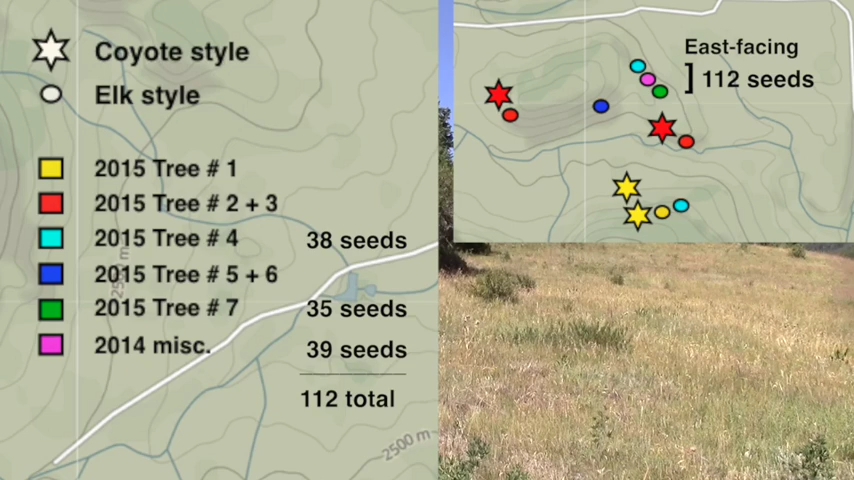 Coyote style
Elk style
2015 Tree # 1
2015 Tree # 2 + 3
2015 Tree # 4 38 seeds
2015 Tree # 5 + 6
2015 Tree # 7 35 seeds
2014 misc. 39 seeds
112 total
2500 m
East-facing
] 112 seeds